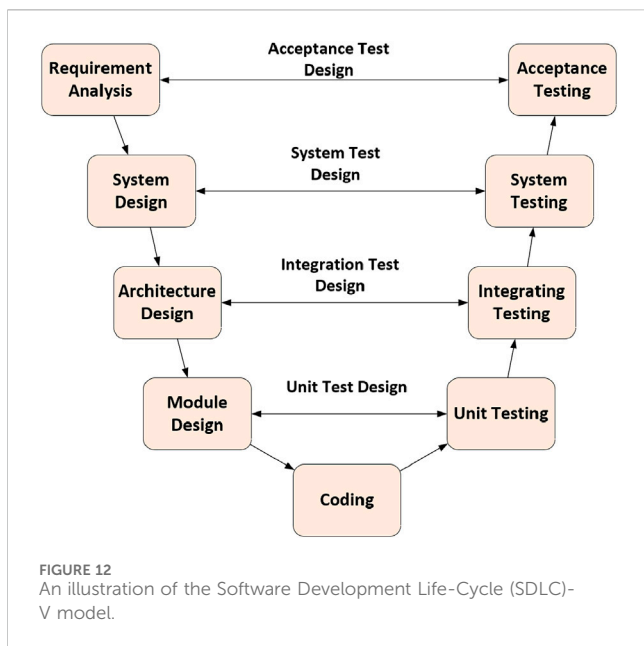 Requirement
Analysis
Acceptance Test
Design
Acceptance
Testing
System
Design
System Test
Design
System
Testing
Architecture
Design
Integration Test
Design
Integrating
Testing
Module
Design
Unit Test Design
Unit Testing
Coding
FIGURE 12
An illustration of the Software Development Life-Cycle (SDLC)-
V model.